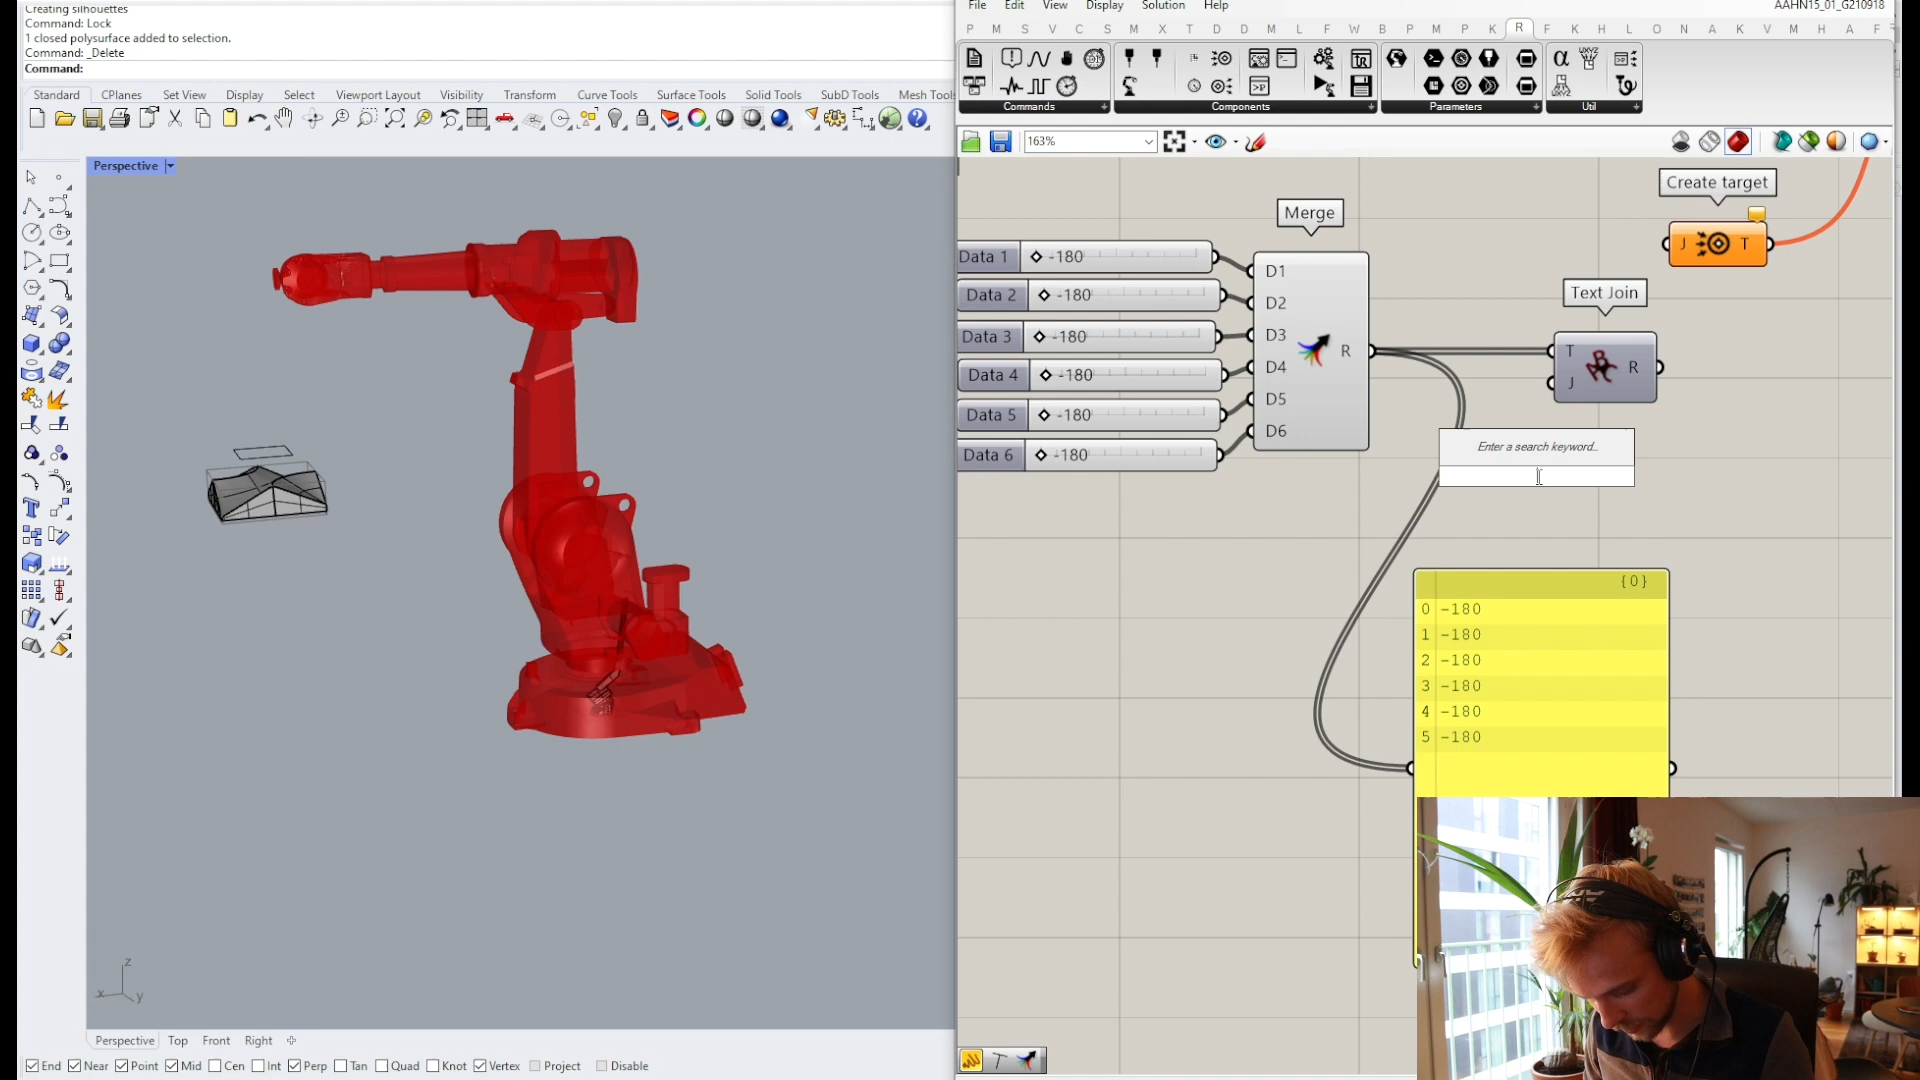 Creating silhouettes
Command: Lock
1 closed polysurface added to selection.
Command: _Delete
Command:
Standard CPlanes Set View Display Select Viewport Layout Visibility Transform Curve Tools Surface Tools Solid Tools SubD Tools Mesh Tools
Perspective
z
x y
Perspective Top Front Right
End Near Point Mid Cen Int Perp Tan Quad Knot Vertex Project Disable
File Edit View Display Solution Help AAHN15_01_G210918
P M S V C S M X T D D M L F W B P M P K R F K H L O N A K V M H A F
Commands Components Parameters Util
163%
Create target
J T
Merge
Data 1 -180
Data 2 -180
Data 3 -180
Data 4 -180
Data 5 -180
Data 6 -180
D1
D2
D3
D4
D5
D6
R
Text Join
T
J
R
Enter a search keyword...
{0}
0 -180
1 -180
2 -180
3 -180
4 -180
5 -180